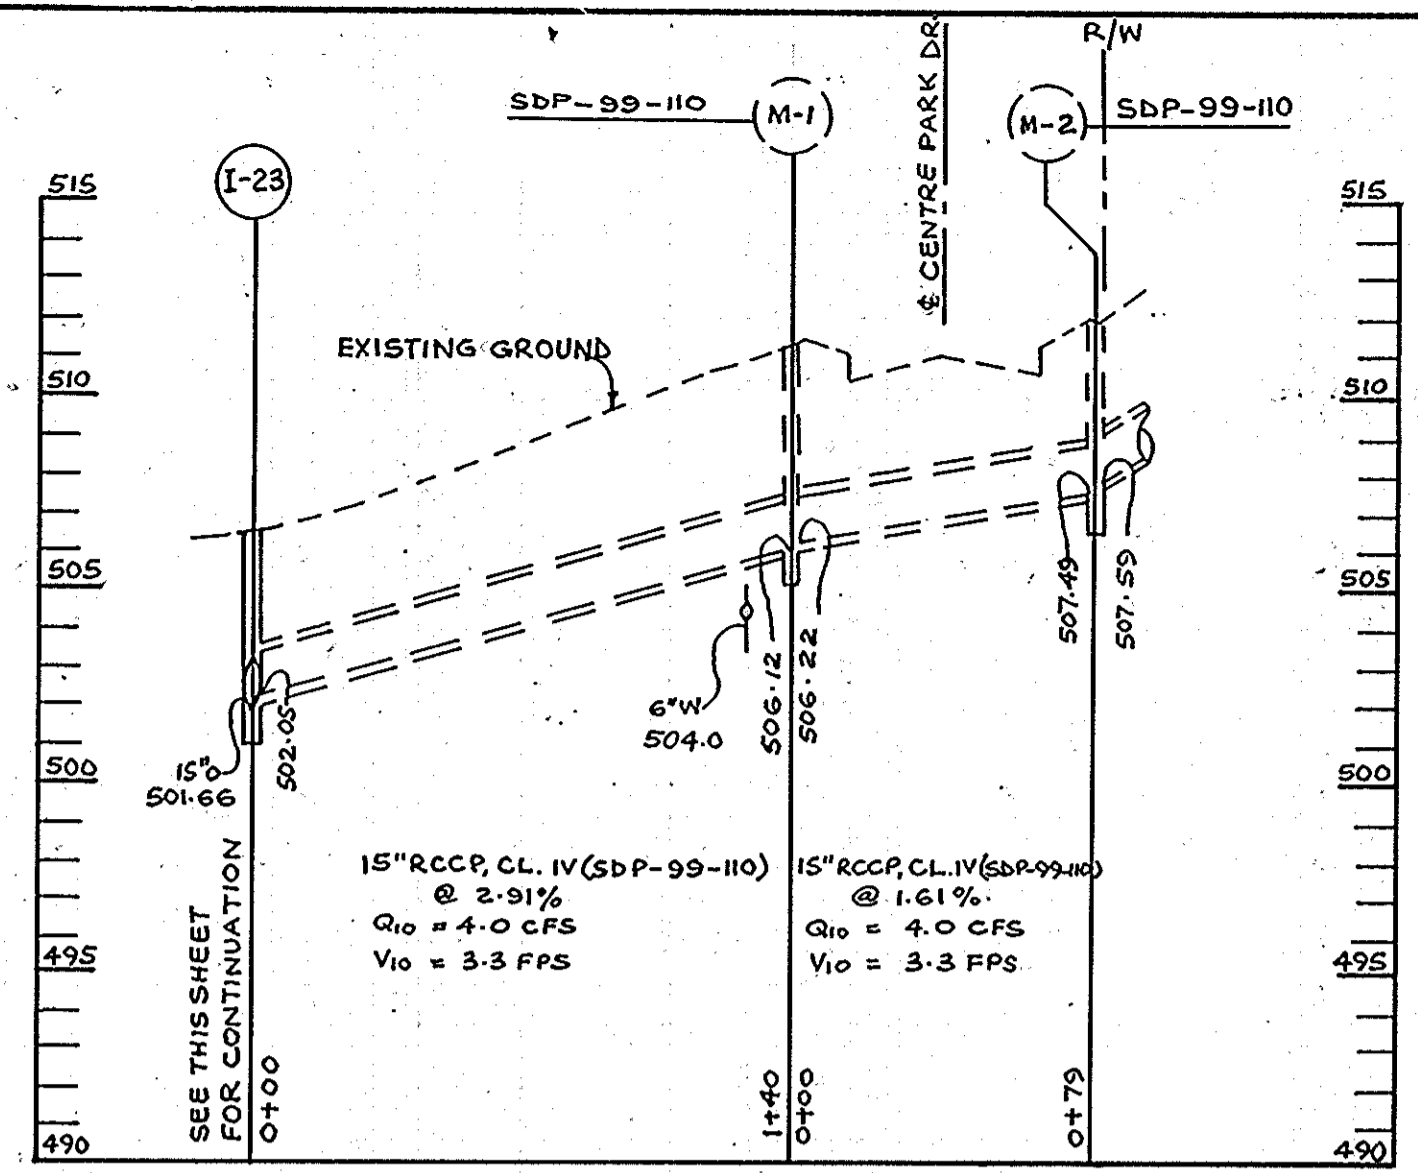 R/W
SDP-99-110
M-1
℄ CENTRE PARK DR.
M-2
SDP-99-110
I-23
515
515
EXISTING GROUND
510
510
505
505
507.49
507.59
506.12
506.22
6"W
504.0
502.05
500
500
15"
501.66
15" RCCP, CL. IV (SDP-99-110)
@ 2.91%
Q10 = 4.0 CFS
V10 = 3.3 FPS
15" RCCP, CL. IV (SDP-99-110)
@ 1.61%.
Q10 = 4.0 CFS
V10 = 3.3 FPS
495
495
SEE THIS SHEET
FOR CONTINUATION
0+00
1+40
0+00
0+79
490
490